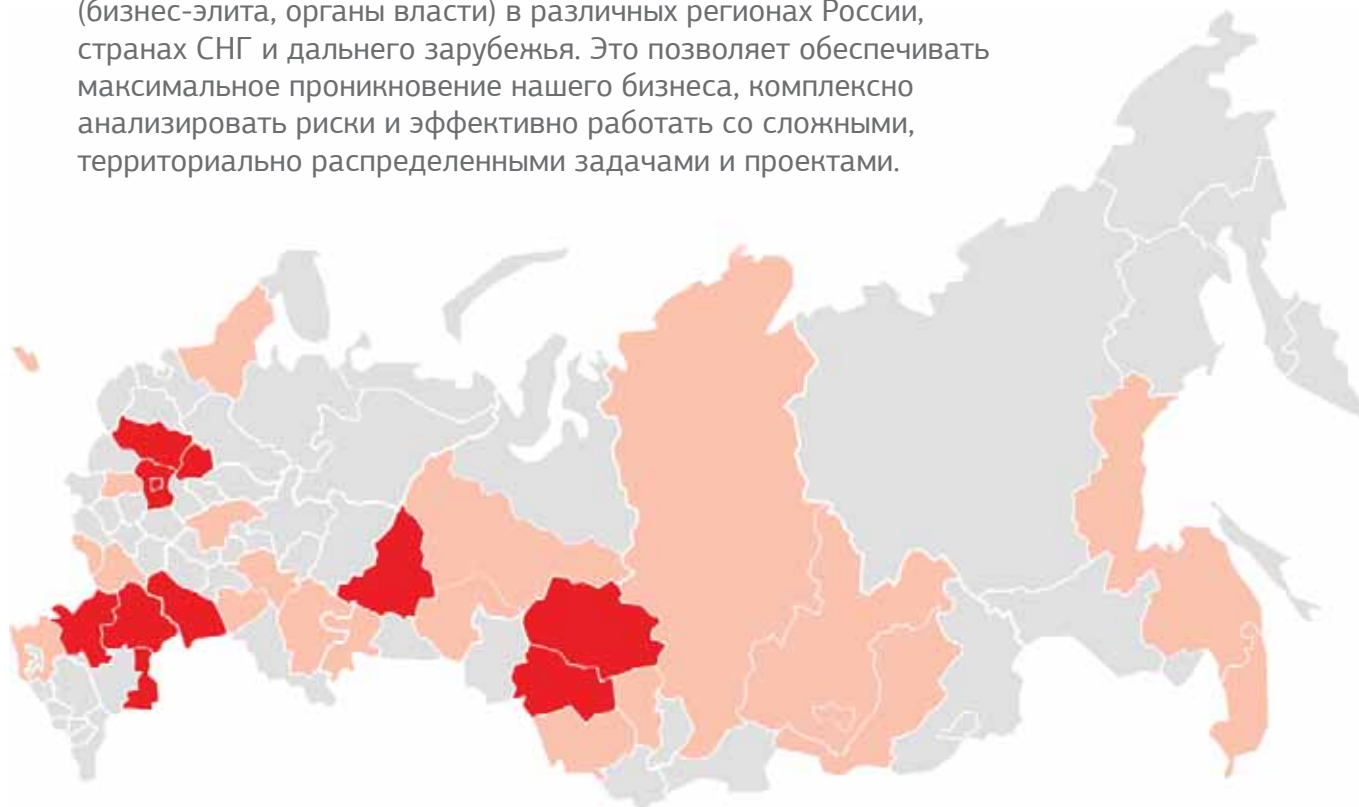 (бизнес-элита, органы власти) в различных регионах России,
странах СНГ и дальнего зарубежья. Это позволяет обеспечивать
максимальное проникновение нашего бизнеса, комплексно
анализировать риски и эффективно работать со сложными,
территориально распределенными задачами и проектами.